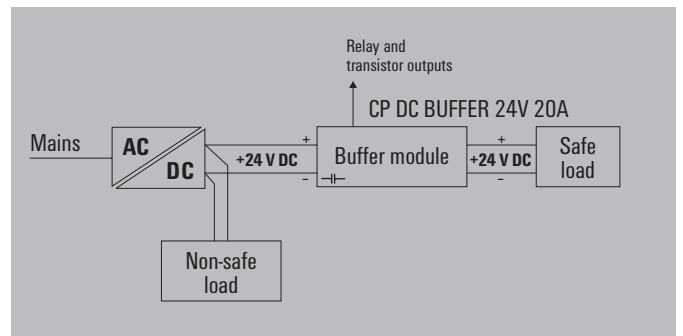 Relay and
transistor outputs
CP DC BUFFER 24V 20A
Mains
AC
DC
+
+24 V DC
–
Buffer module
+
+24 V DC
–
Safe
load
Non-safe
load